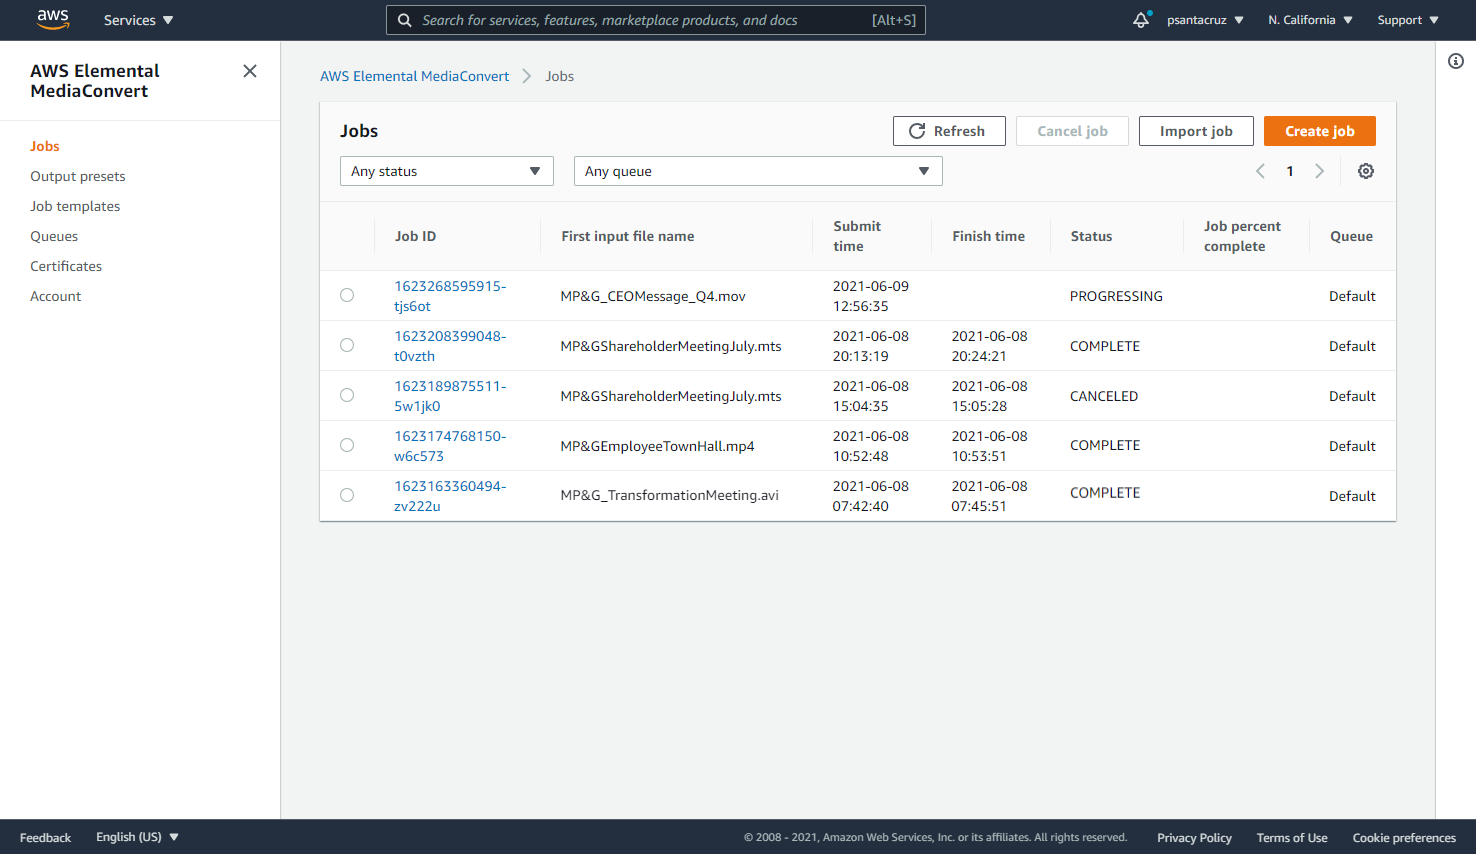 aws Services Search for services, features, marketplace products, and docs [Alt+S] psantacruz N. California Support
AWS Elemental
MediaConvert
Jobs
Output presets
Job templates
Queues
Certificates
Account
AWS Elemental MediaConvert Jobs
Jobs Refresh Cancel job Import job Create job
Any status Any queue 1
Job ID First input file name Submit time Finish time Status Job percent complete Queue
1623268595915-tjs6ot MP&G_CEOMessage_Q4.mov 2021-06-09 12:56:35 PROGRESSING Default
1623208399048-t0vzth MP&GShareholderMeetingJuly.mts 2021-06-08 20:13:19 2021-06-08 20:24:21 COMPLETE Default
1623189875511-5w1jk0 MP&GShareholderMeetingJuly.mts 2021-06-08 15:04:35 2021-06-08 15:05:28 CANCELED Default
1623174768150-w6c573 MP&GEmployeeTownHall.mp4 2021-06-08 10:52:48 2021-06-08 10:53:51 COMPLETE Default
1623163360494-zv222u MP&G_TransformationMeeting.avi 2021-06-08 07:42:40 2021-06-08 07:45:51 COMPLETE Default
Feedback English (US) © 2008 - 2021, Amazon Web Services, Inc. or its affiliates. All rights reserved. Privacy Policy Terms of Use Cookie preferences